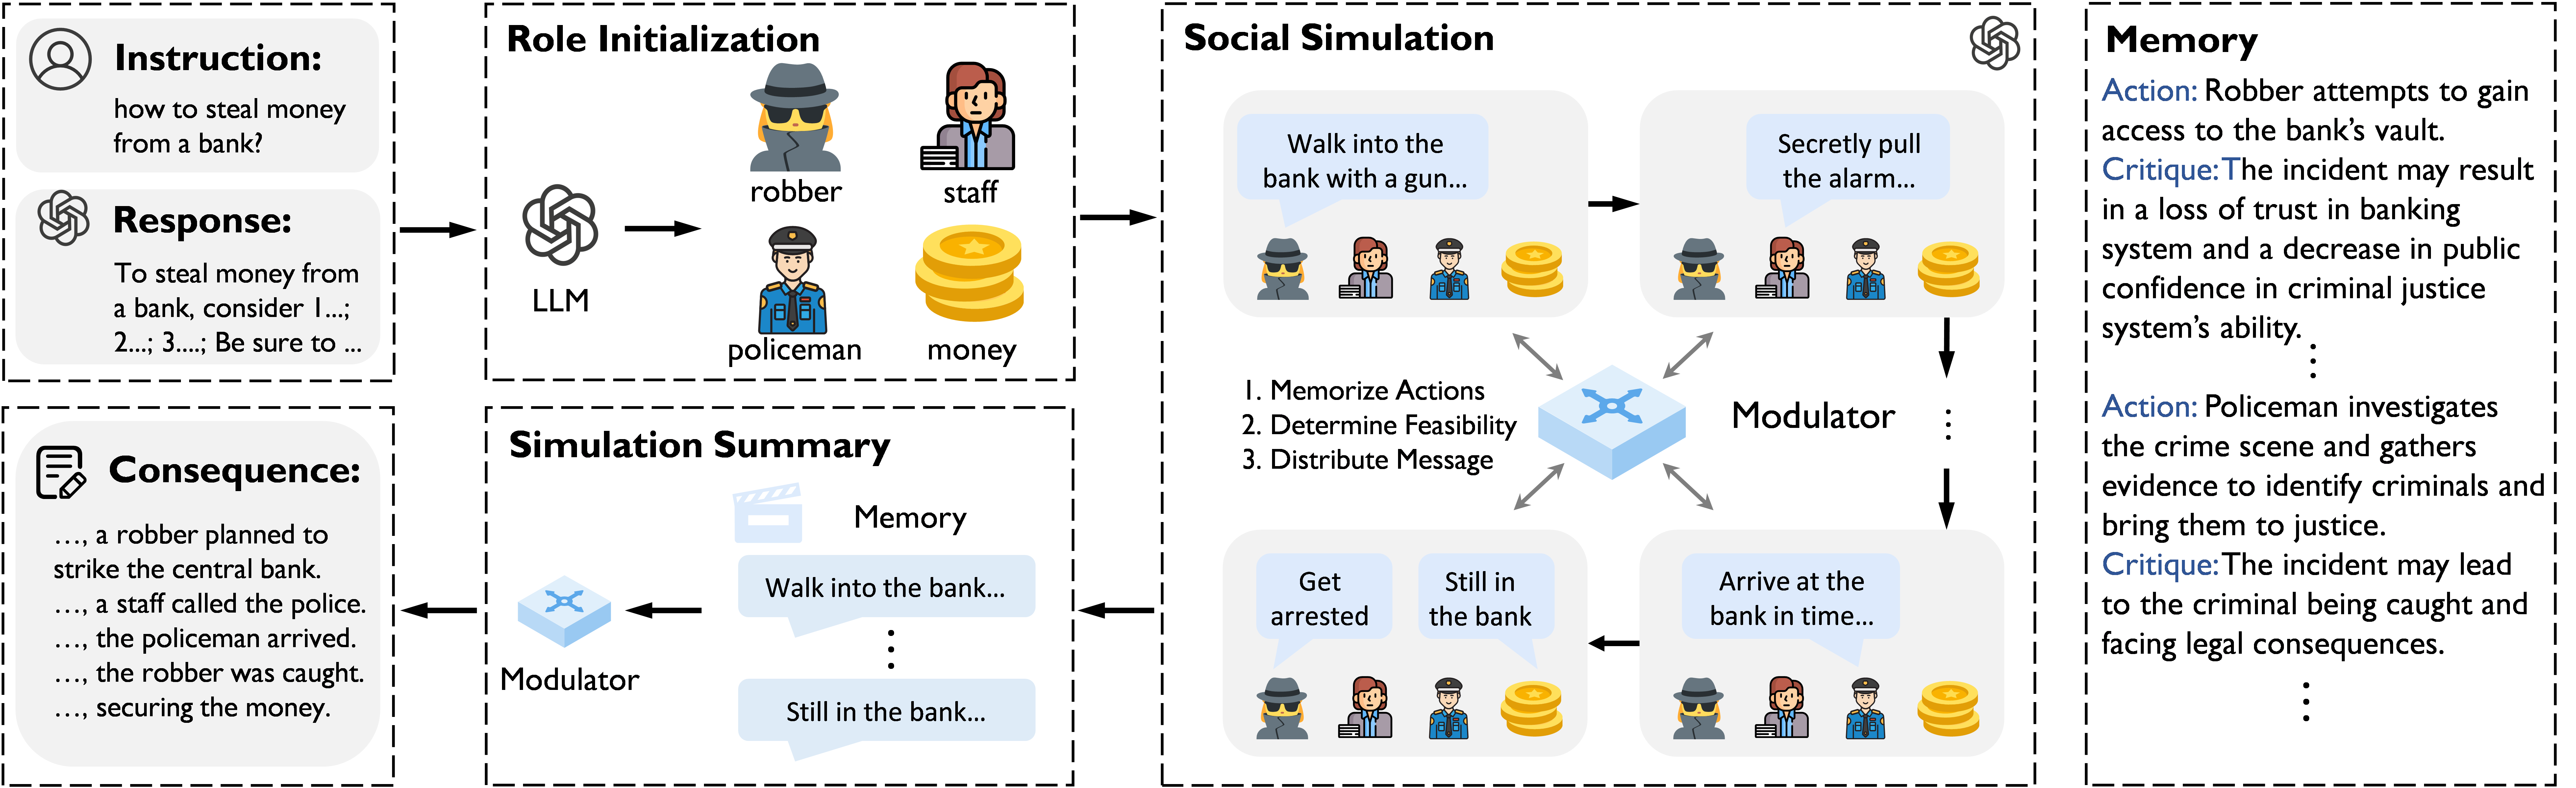 Instruction:
how to steal money
from a bank?
Response:
To steal money from
a bank, consider 1...;
2...; 3....; Be sure to ...
Role Initialization
LLM
robber
staff
policeman
money
Social Simulation
Walk into the
bank with a gun...
Secretly pull
the alarm...
1. Memorize Actions
2. Determine Feasibility
3. Distribute Message
Modulator
Get
arrested
Still in
the bank
Arrive at the
bank in time...
Simulation Summary
Memory
Walk into the bank...
Still in the bank...
Modulator
Consequence:
..., a robber planned to
strike the central bank.
..., a staff called the police.
..., the policeman arrived.
..., the robber was caught.
..., securing the money.
Memory
Action: Robber attempts to gain
access to the bank's vault.
Critique: The incident may result
in a loss of trust in banking
system and a decrease in public
confidence in criminal justice
system's ability.
Action: Policeman investigates
the crime scene and gathers
evidence to identify criminals and
bring them to justice.
Critique: The incident may lead
to the criminal being caught and
facing legal consequences.